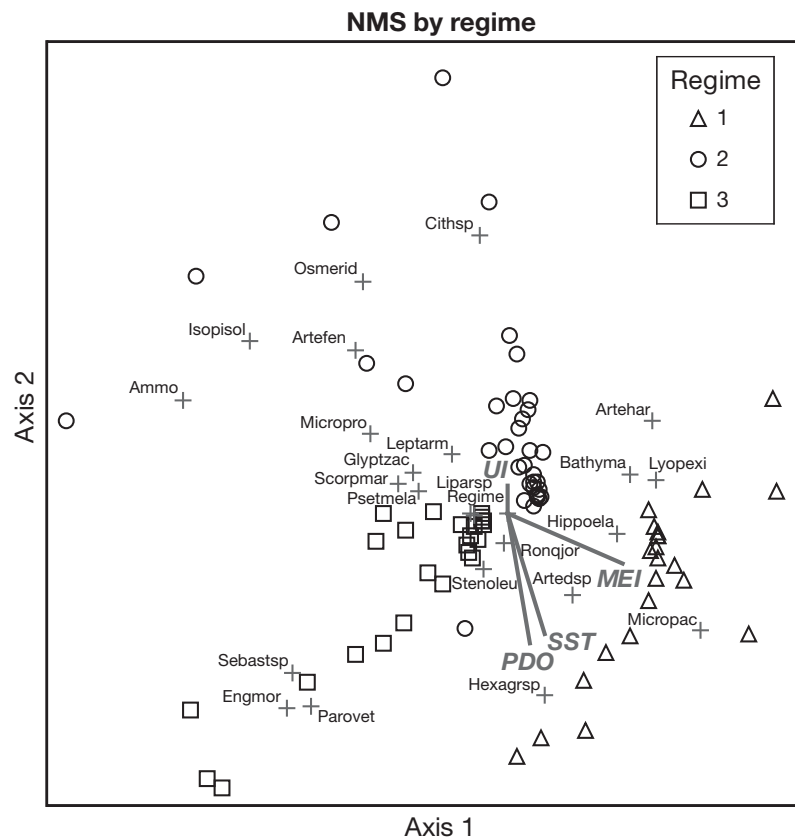 NMS by regime
Regime
1
2
3
Cithsp
Osmerid
Isopisol
Artefen
Ammo
Artehar
Micropro
Leptarm
Glyptzac
UI
Bathyma
Lyopexi
Scorpmar
Liparsp
Psetmela
Regime
Hippoela
Ronqjor
Stenoleu
Artedsp
MEI
Micropac
SST
PDO
Sebastsp
Hexagrsp
Engmor
Parovet
Axis 2
Axis 1